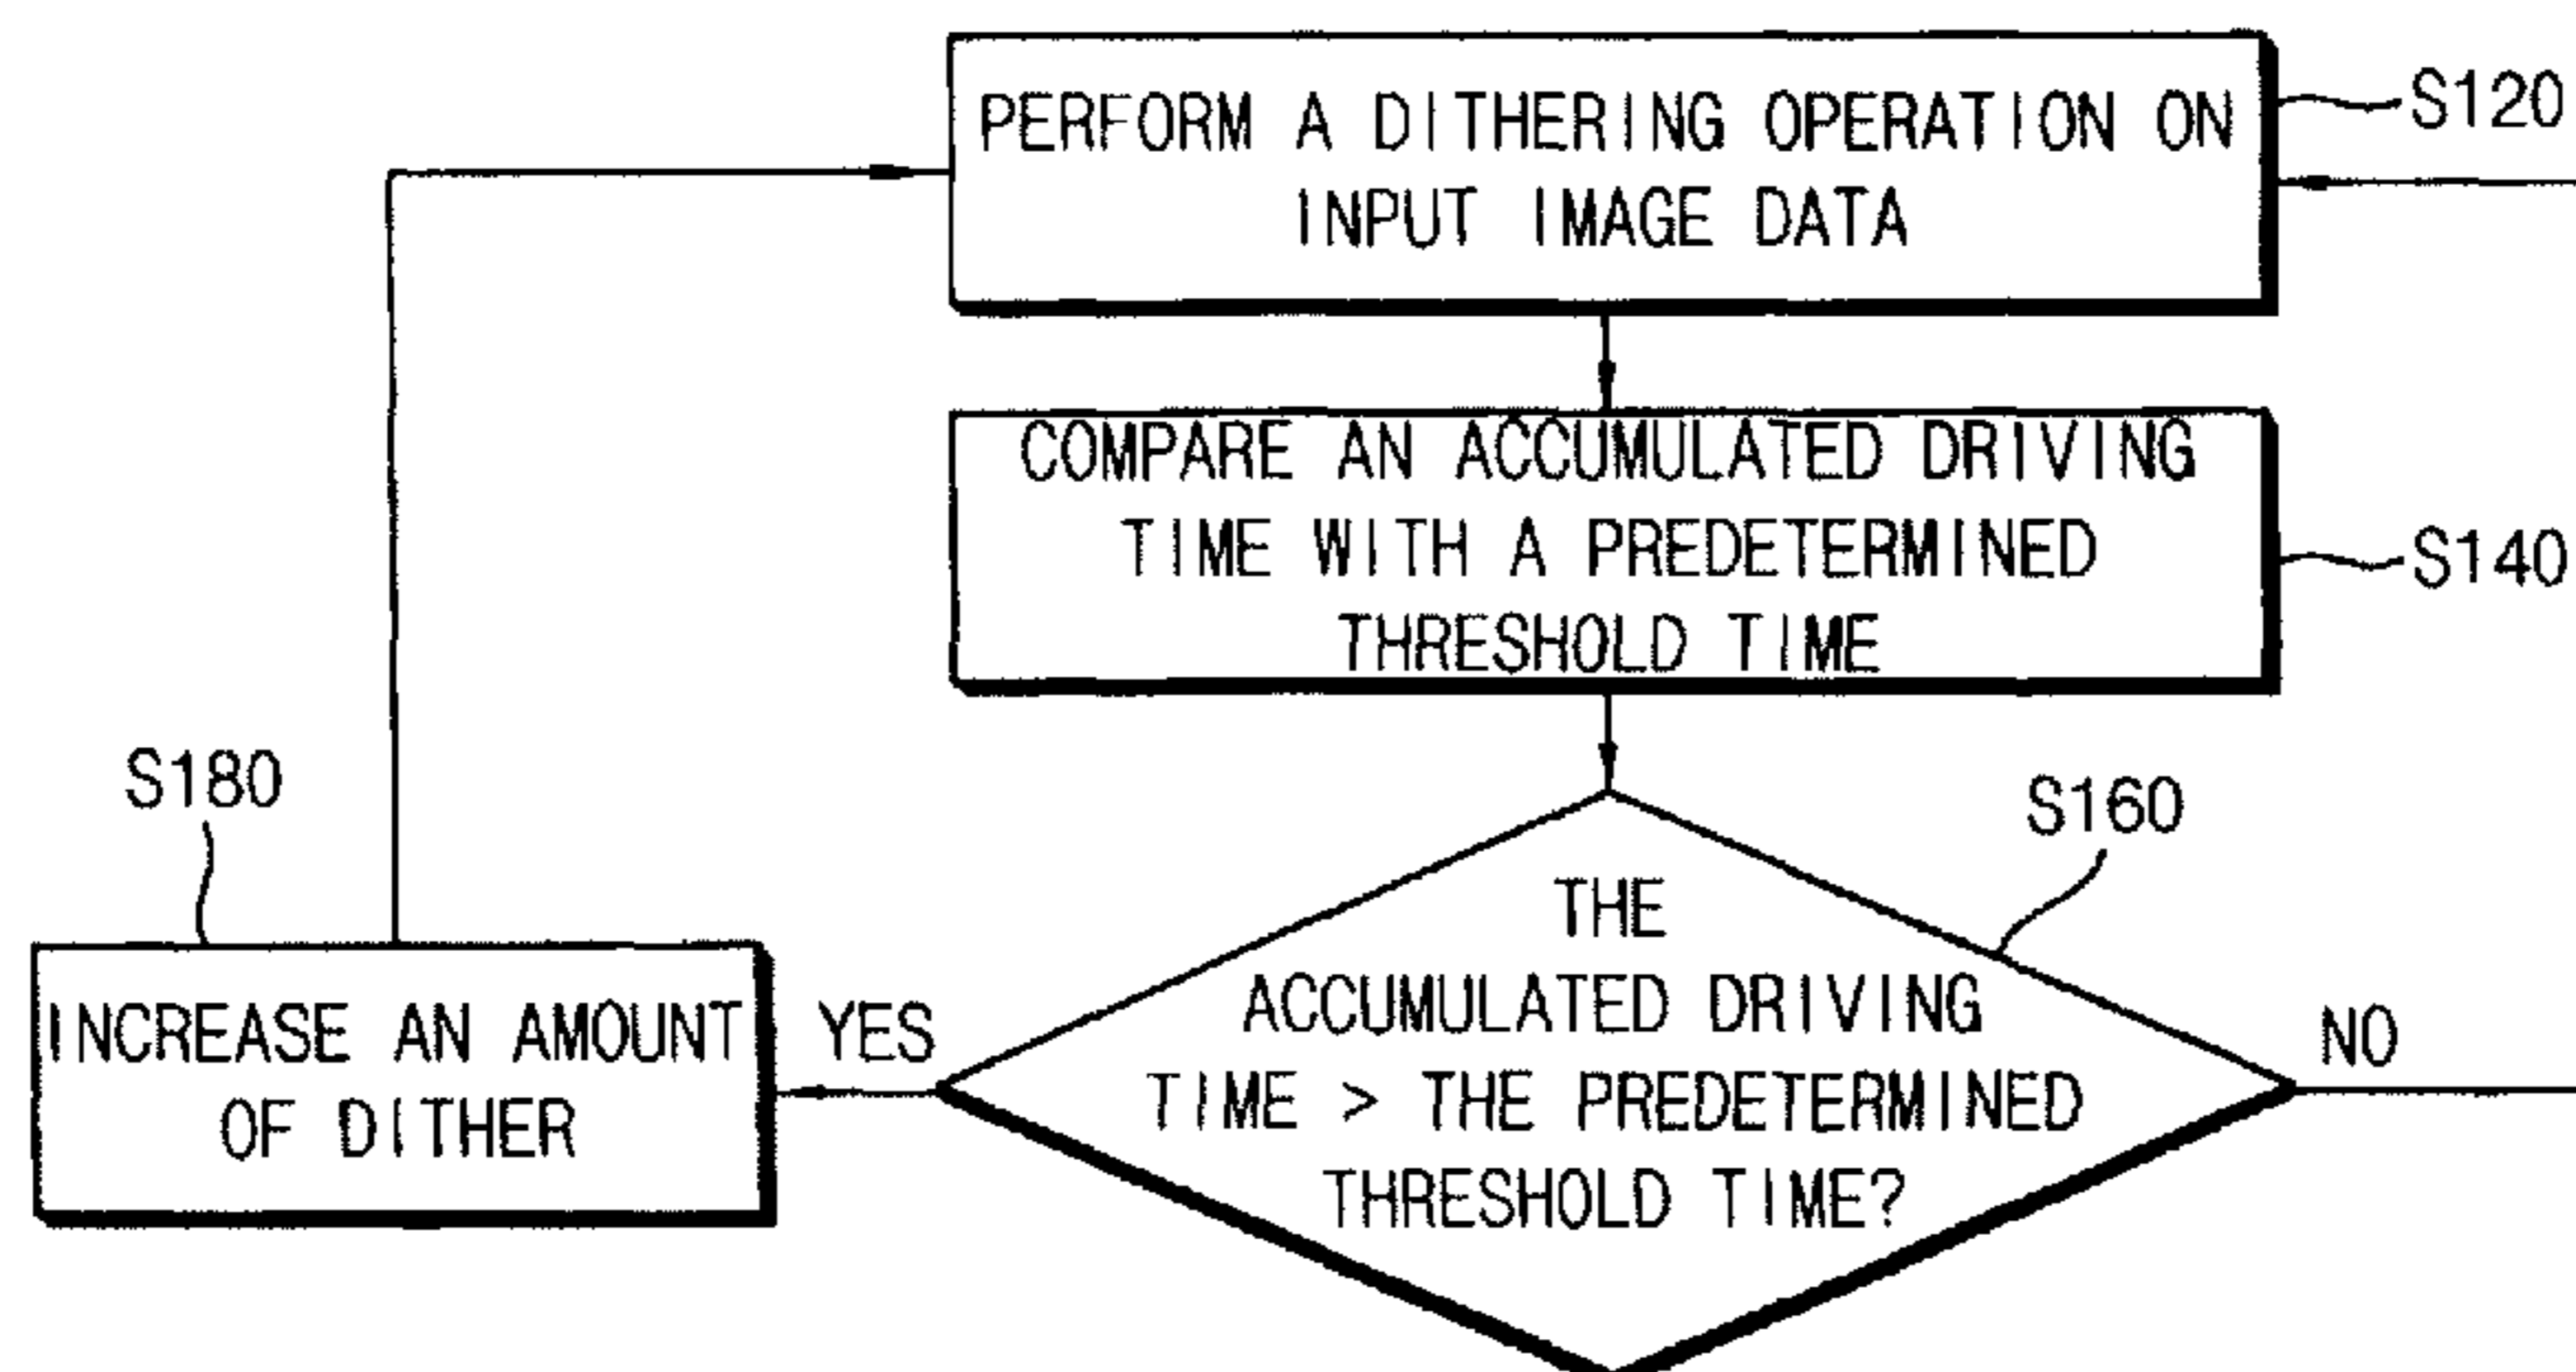 PERFORM A DITHERING OPERATION ON
INPUT IMAGE DATA
S120
COMPARE AN ACCUMULATED DRIVING
TIME WITH A PREDETERMINED
THRESHOLD TIME
S140
S160
THE
ACCUMULATED DRIVING
TIME > THE PREDETERMINED
THRESHOLD TIME?
YES
NO
S180
INCREASE AN AMOUNT
OF DITHER